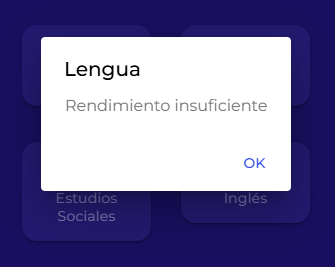 Lengua
Rendimiento insuficiente
OK
Estudios
Sociales
Inglés